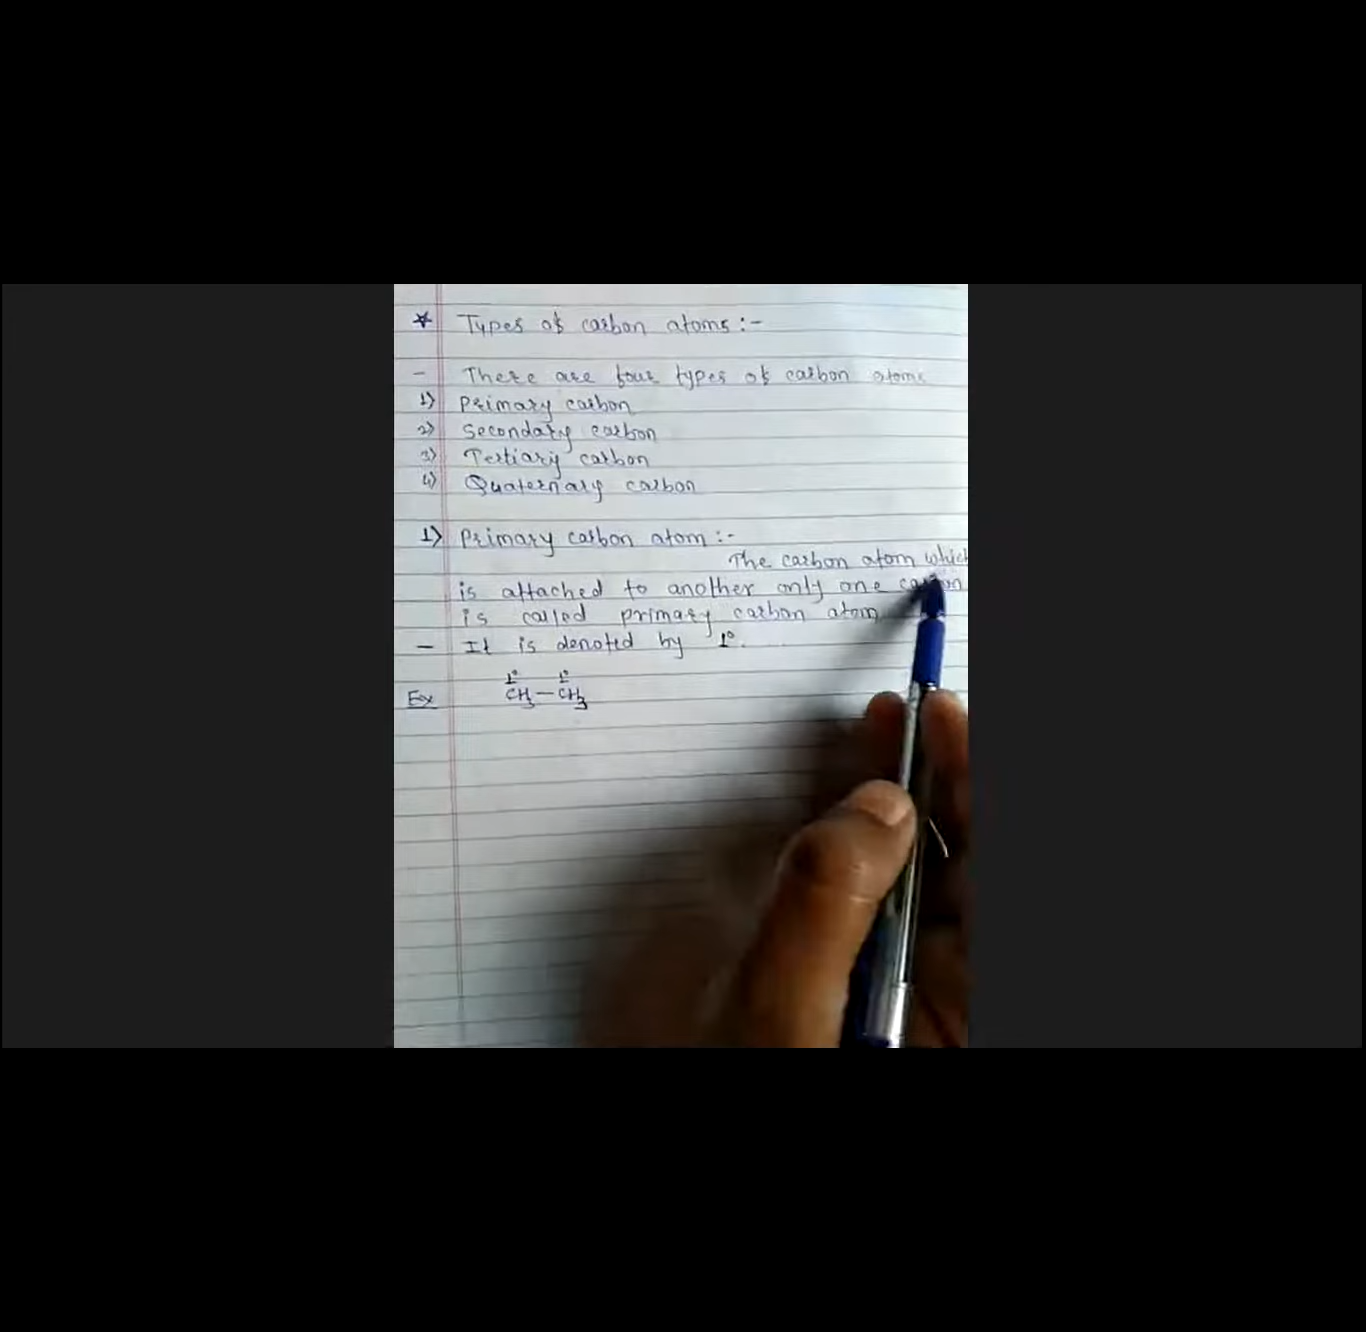 * Types of carbon atoms :-
- There are four types of carbon atoms
1) Primary carbon
2) Secondary carbon
3) Tertiary carbon
4) Quaternary carbon
1) Primary carbon atom :-
The carbon atom which
is attached to another only one carbon
is called primary carbon atom
- It is denoted by 1°.
1° 1°
Ex CH3 - CH3